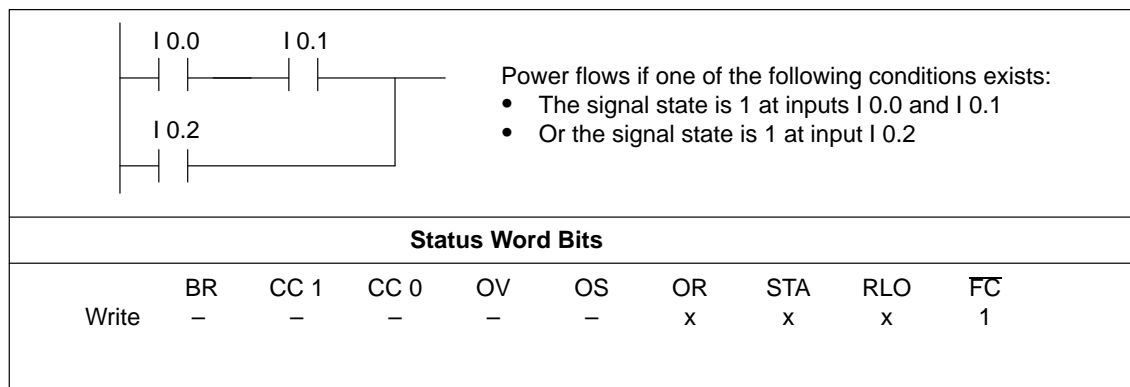 I 0.0 I 0.1
Power flows if one of the following conditions exists:
• The signal state is 1 at inputs I 0.0 and I 0.1
I 0.2
• Or the signal state is 1 at input I 0.2
Status Word Bits
BR CC 1 CC 0 OV OS OR STA RLO F̅C̅
Write – – – – – x x x 1